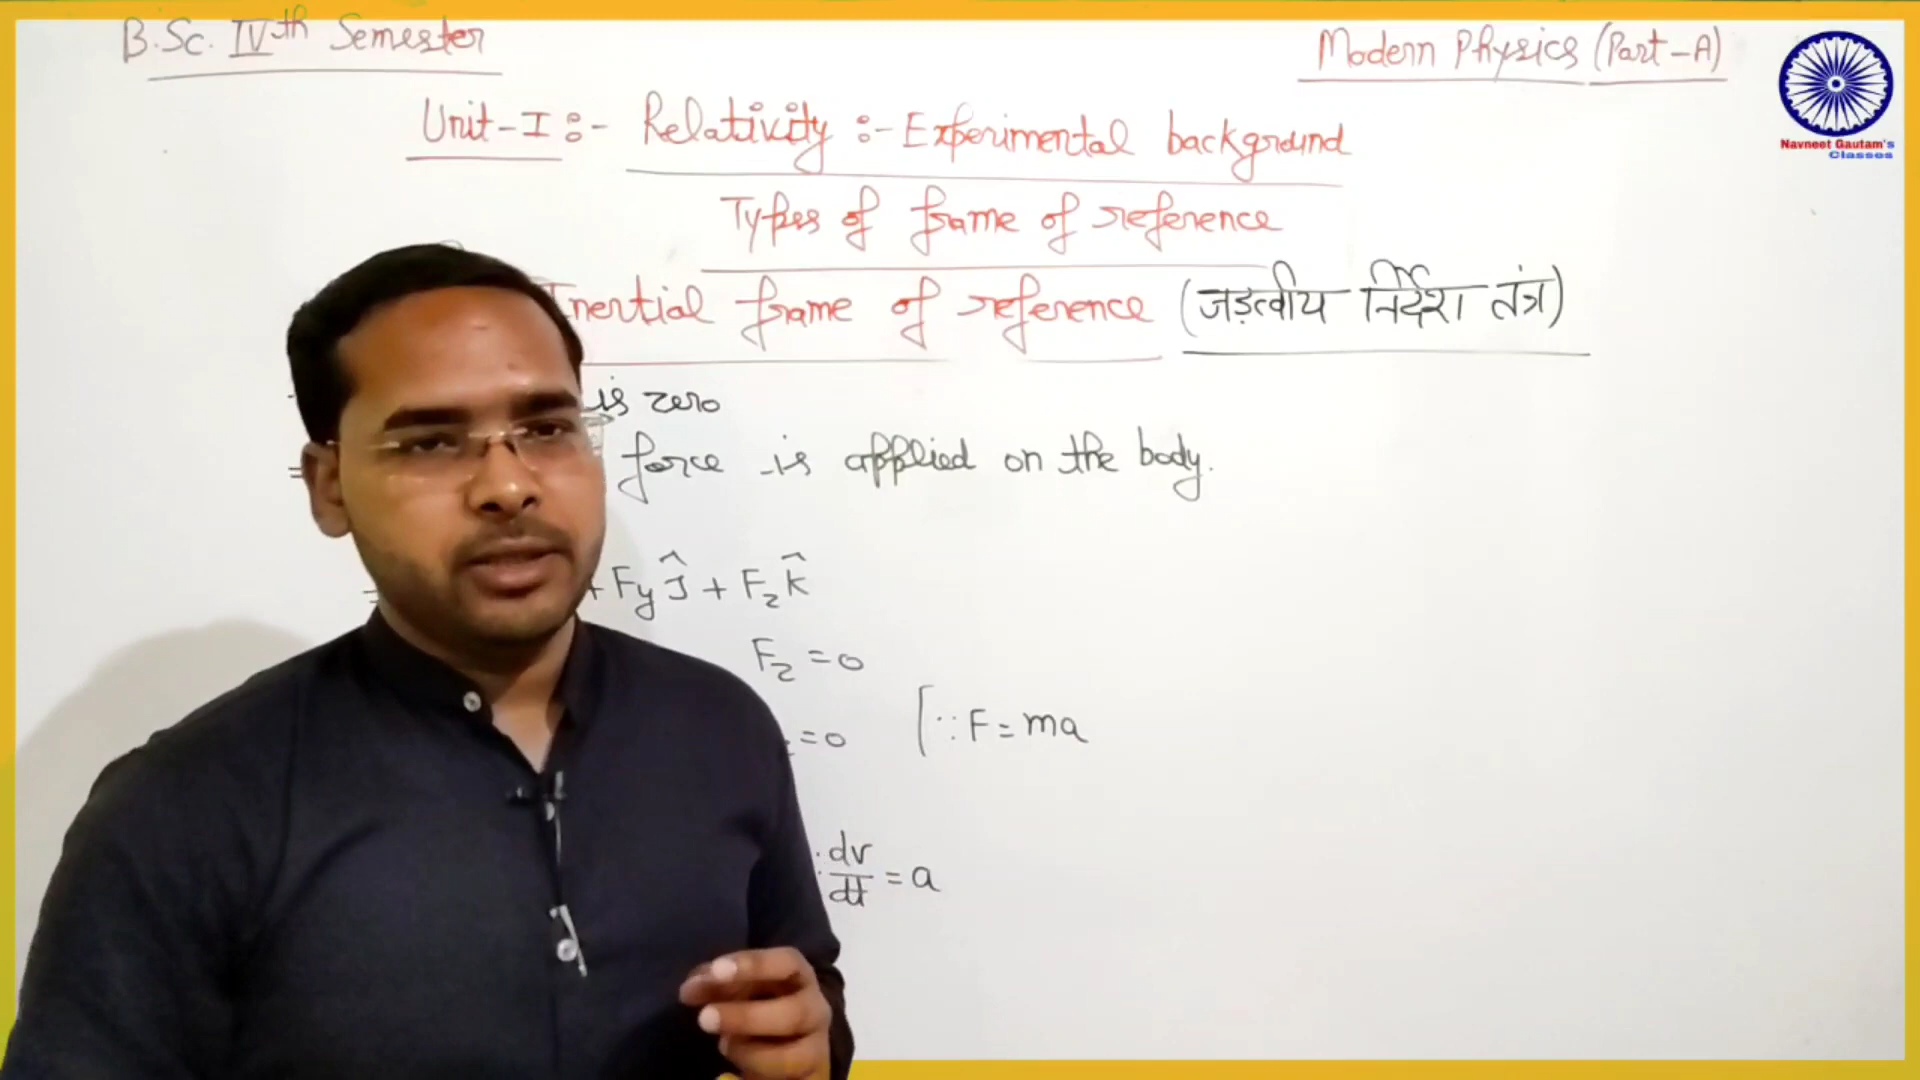 B.Sc. IVth Semester
Modern Physics (Part-A)
Navneet Gautam's
Classes
Unit-I :- Relativity :- Experimental background
Types of frame of reference
Inertial frame of reference (जड़त्वीय निर्देश तंत्र)
is zero
force is applied on the body.
+ Fy Ĵ + Fz K̂
Fz = 0
= 0 [∵ F = ma
dv/dt = a